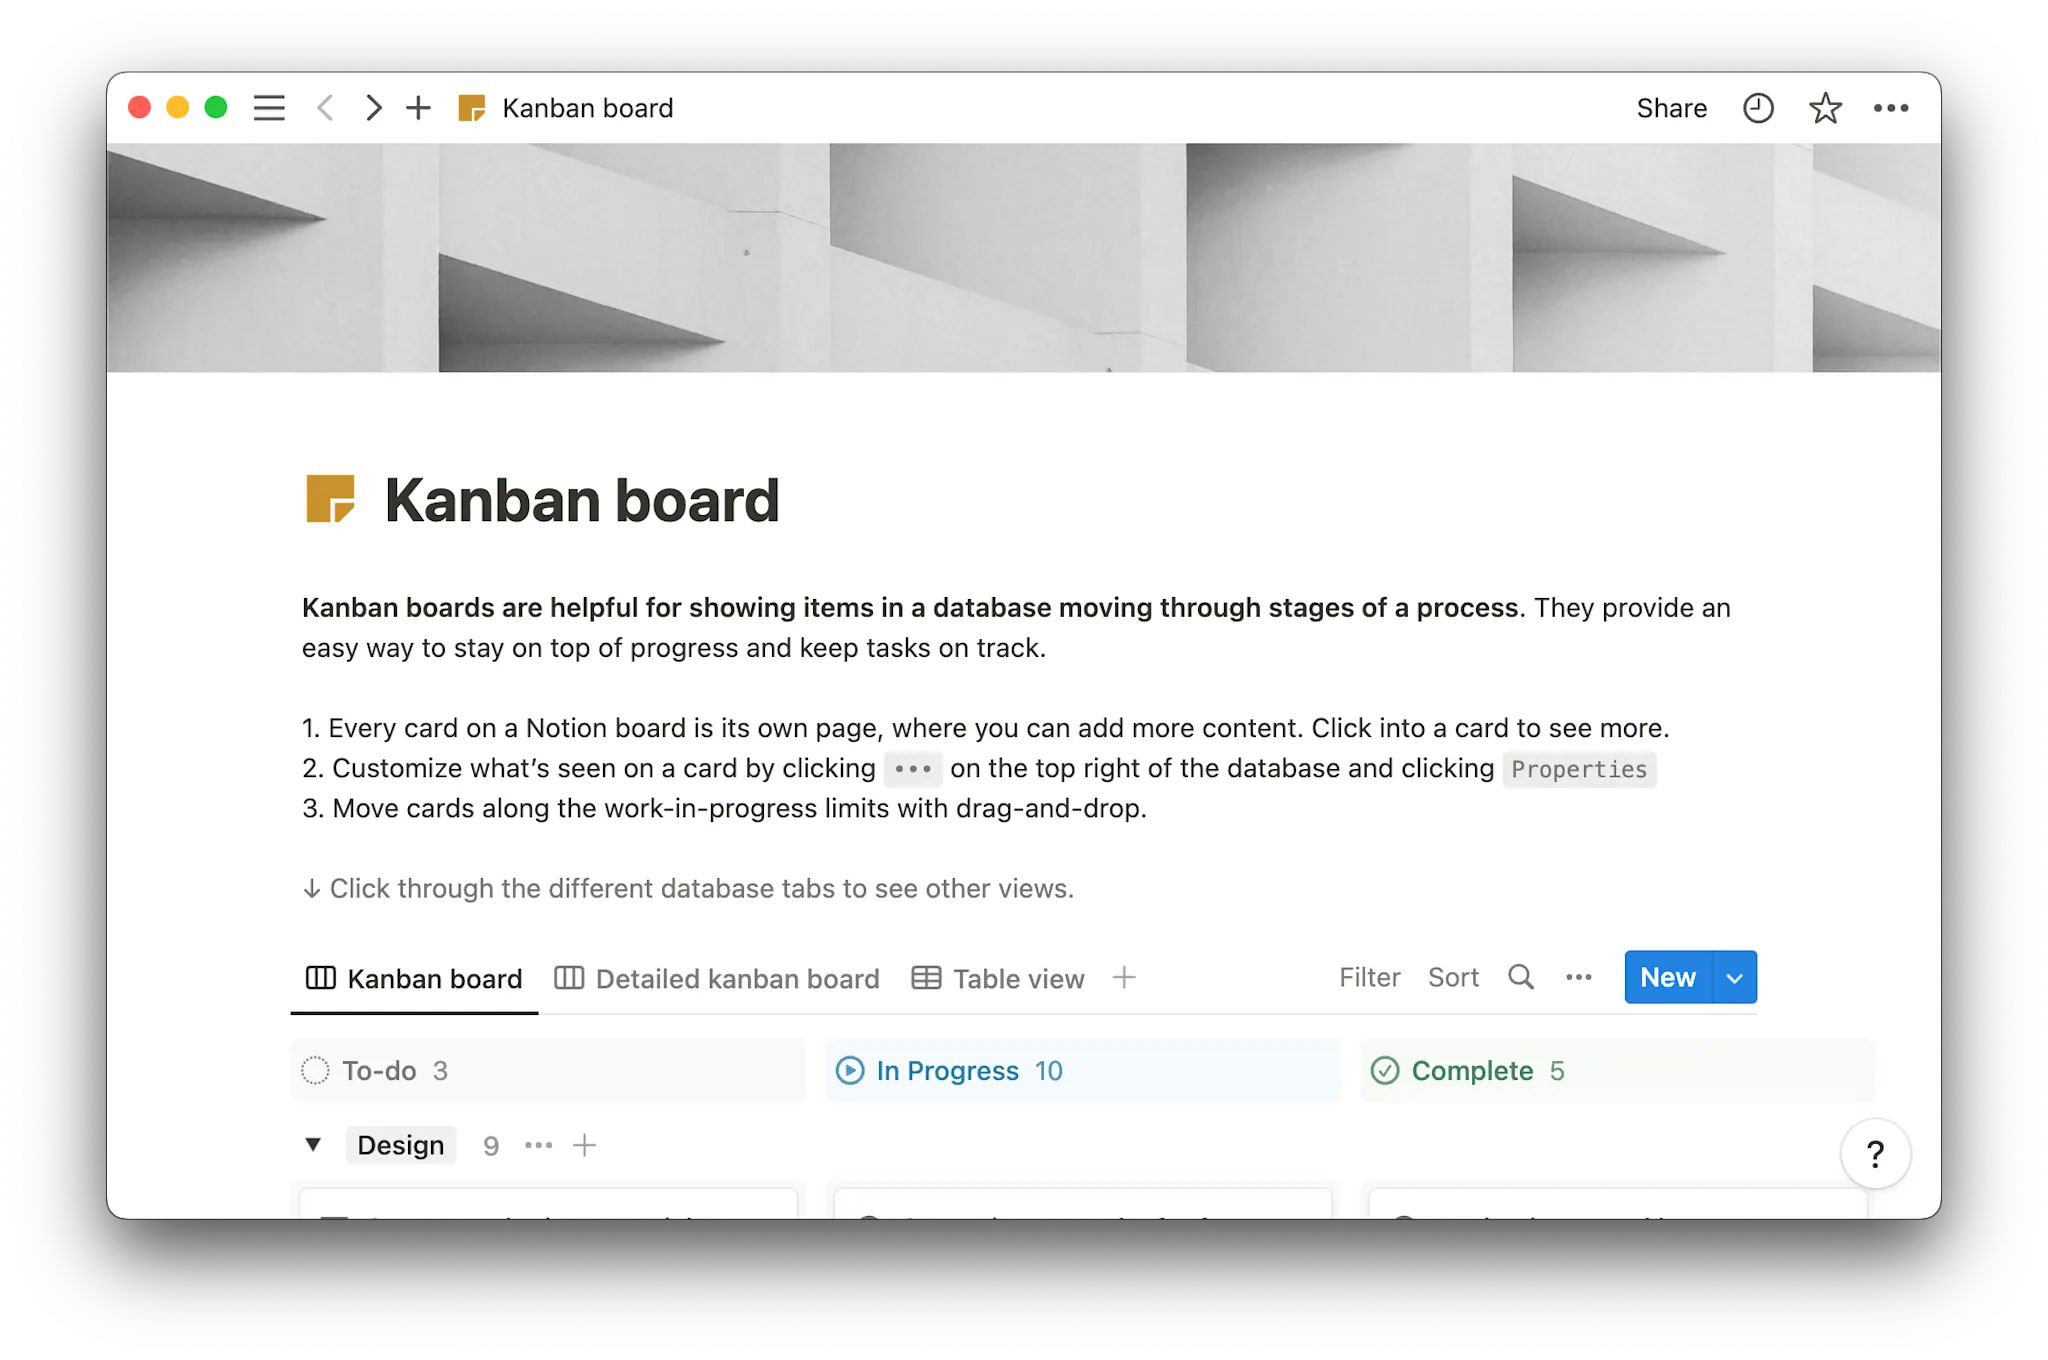 Kanban board
Share
Kanban board
Kanban boards are helpful for showing items in a database moving through stages of a process. They provide an
easy way to stay on top of progress and keep tasks on track.
1. Every card on a Notion board is its own page, where you can add more content. Click into a card to see more.
2. Customize what’s seen on a card by clicking ••• on the top right of the database and clicking Properties
3. Move cards along the work-in-progress limits with drag-and-drop.
↓ Click through the different database tabs to see other views.
Kanban board Detailed kanban board Table view + Filter Sort ••• New
To-do 3 In Progress 10 Complete 5
Design 9 ••• +
?